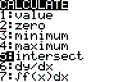 CALCULATE
1:value
2:zero
3:minimum
4:maximum
5:intersect
6:dy/dx
7:∫f(x)dx